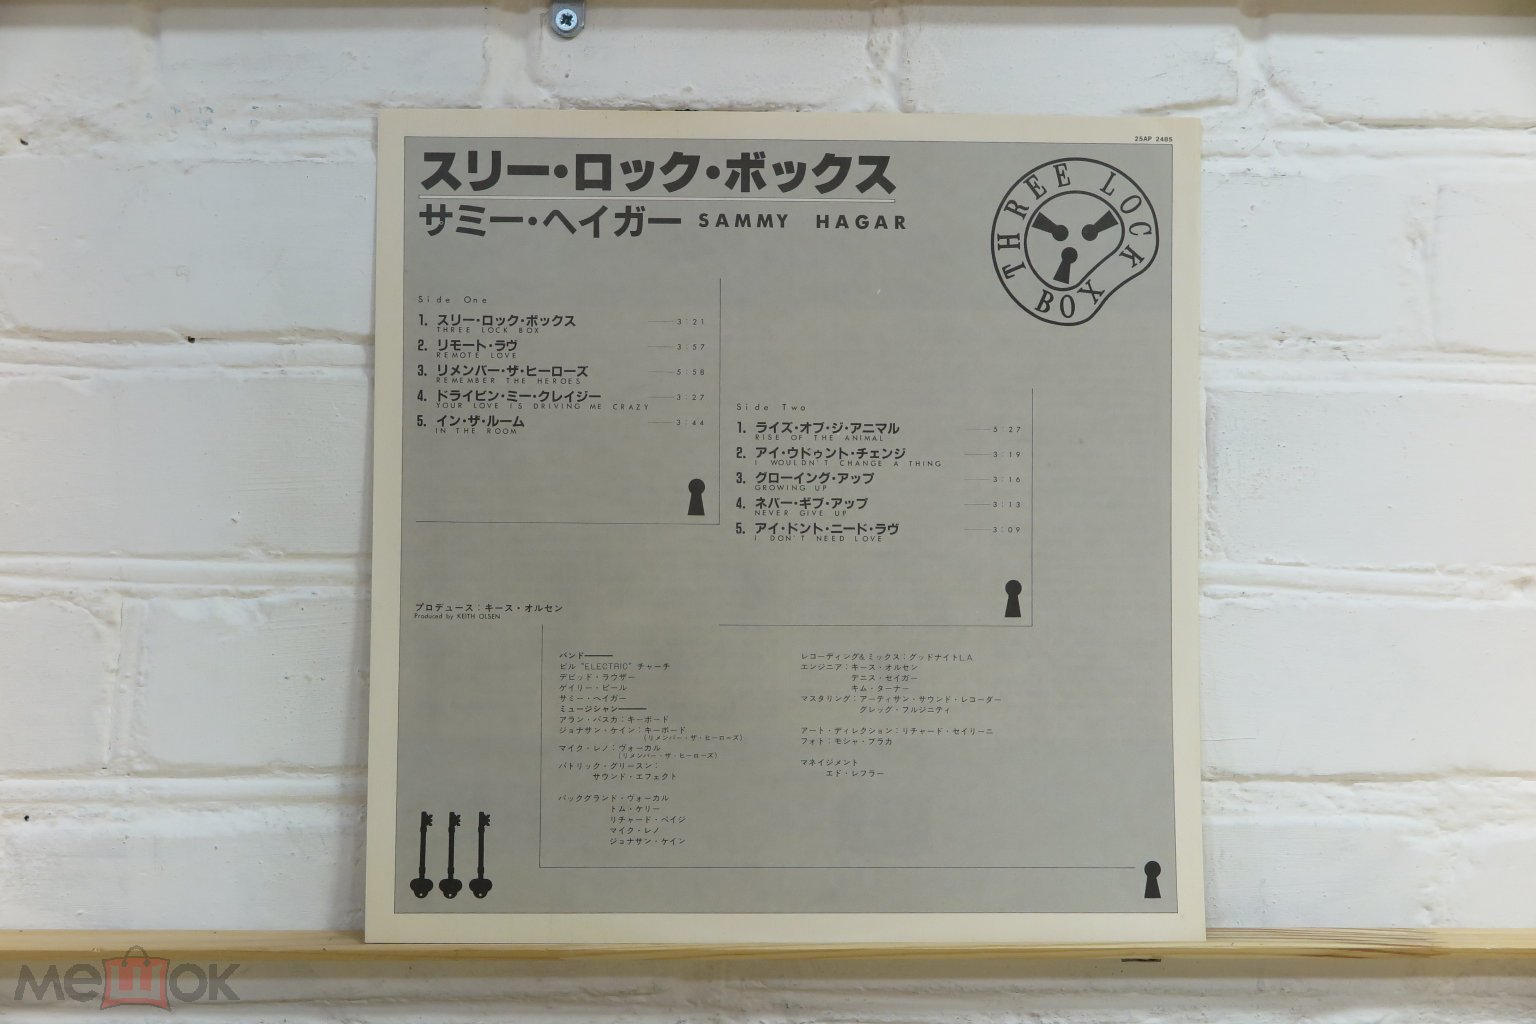 25AP 2485
スリー・ロック・ボックス
サミー・ヘイガー SAMMY HAGAR
THREE LOCK BOX
Side One
1. スリー・ロック・ボックス 3:21
THREE LOCK BOX
2. リモート・ラヴ 3:57
REMOTE LOVE
3. リメンバー・ザ・ヒーローズ 5:58
REMEMBER THE HEROES
4. ドライビン・ミー・クレイジー 3:27
YOUR LOVE IS DRIVING ME CRAZY
5. イン・ザ・ルーム 3:44
IN THE ROOM
Side Two
1. ライズ・オブ・ジ・アニマル 5:27
RISE OF THE ANIMAL
2. アイ・ウドゥント・チェンジ 3:19
I WOULDN'T CHANGE A THING
3. グローイング・アップ 3:16
GROWING UP
4. ネバー・ギブ・アップ 3:13
NEVER GIVE UP
5. アイ・ドント・ニード・ラヴ 3:09
I DON'T NEED LOVE
プロデュース：キース・オルセン
Produced by KEITH OLSEN
バンド
ビル "ELECTRIC" チャーチ
デビッド・ラウザー
ゲイリー・ピール
サミー・ヘイガー
ミュージシャン
アラン・パスカ：キーボード
ジョナサン・ケイン：キーボード
(リメンバー・ザ・ヒーローズ)
マイク・レノ：ヴォーカル
(リメンバー・ザ・ヒーローズ)
パトリック・グリースン：
サウンド・エフェクト
バックグランド・ヴォーカル
トム・ケリー
リチャード・ペイジ
マイク・レノ
ジョナサン・ケイン
レコーディング&ミックス：グッドナイトL.A.
エンジニア：キース・オルセン
デニス・セイガー
キム・ターナー
マスタリング：アーティザン・サウンド・レコーダー
グレッグ・フルジニティ
アート・ディレクション：リチャード・セイリーニ
フォト：モシャ・ブラカ
マネイジメント
エド・レフラー
мешок